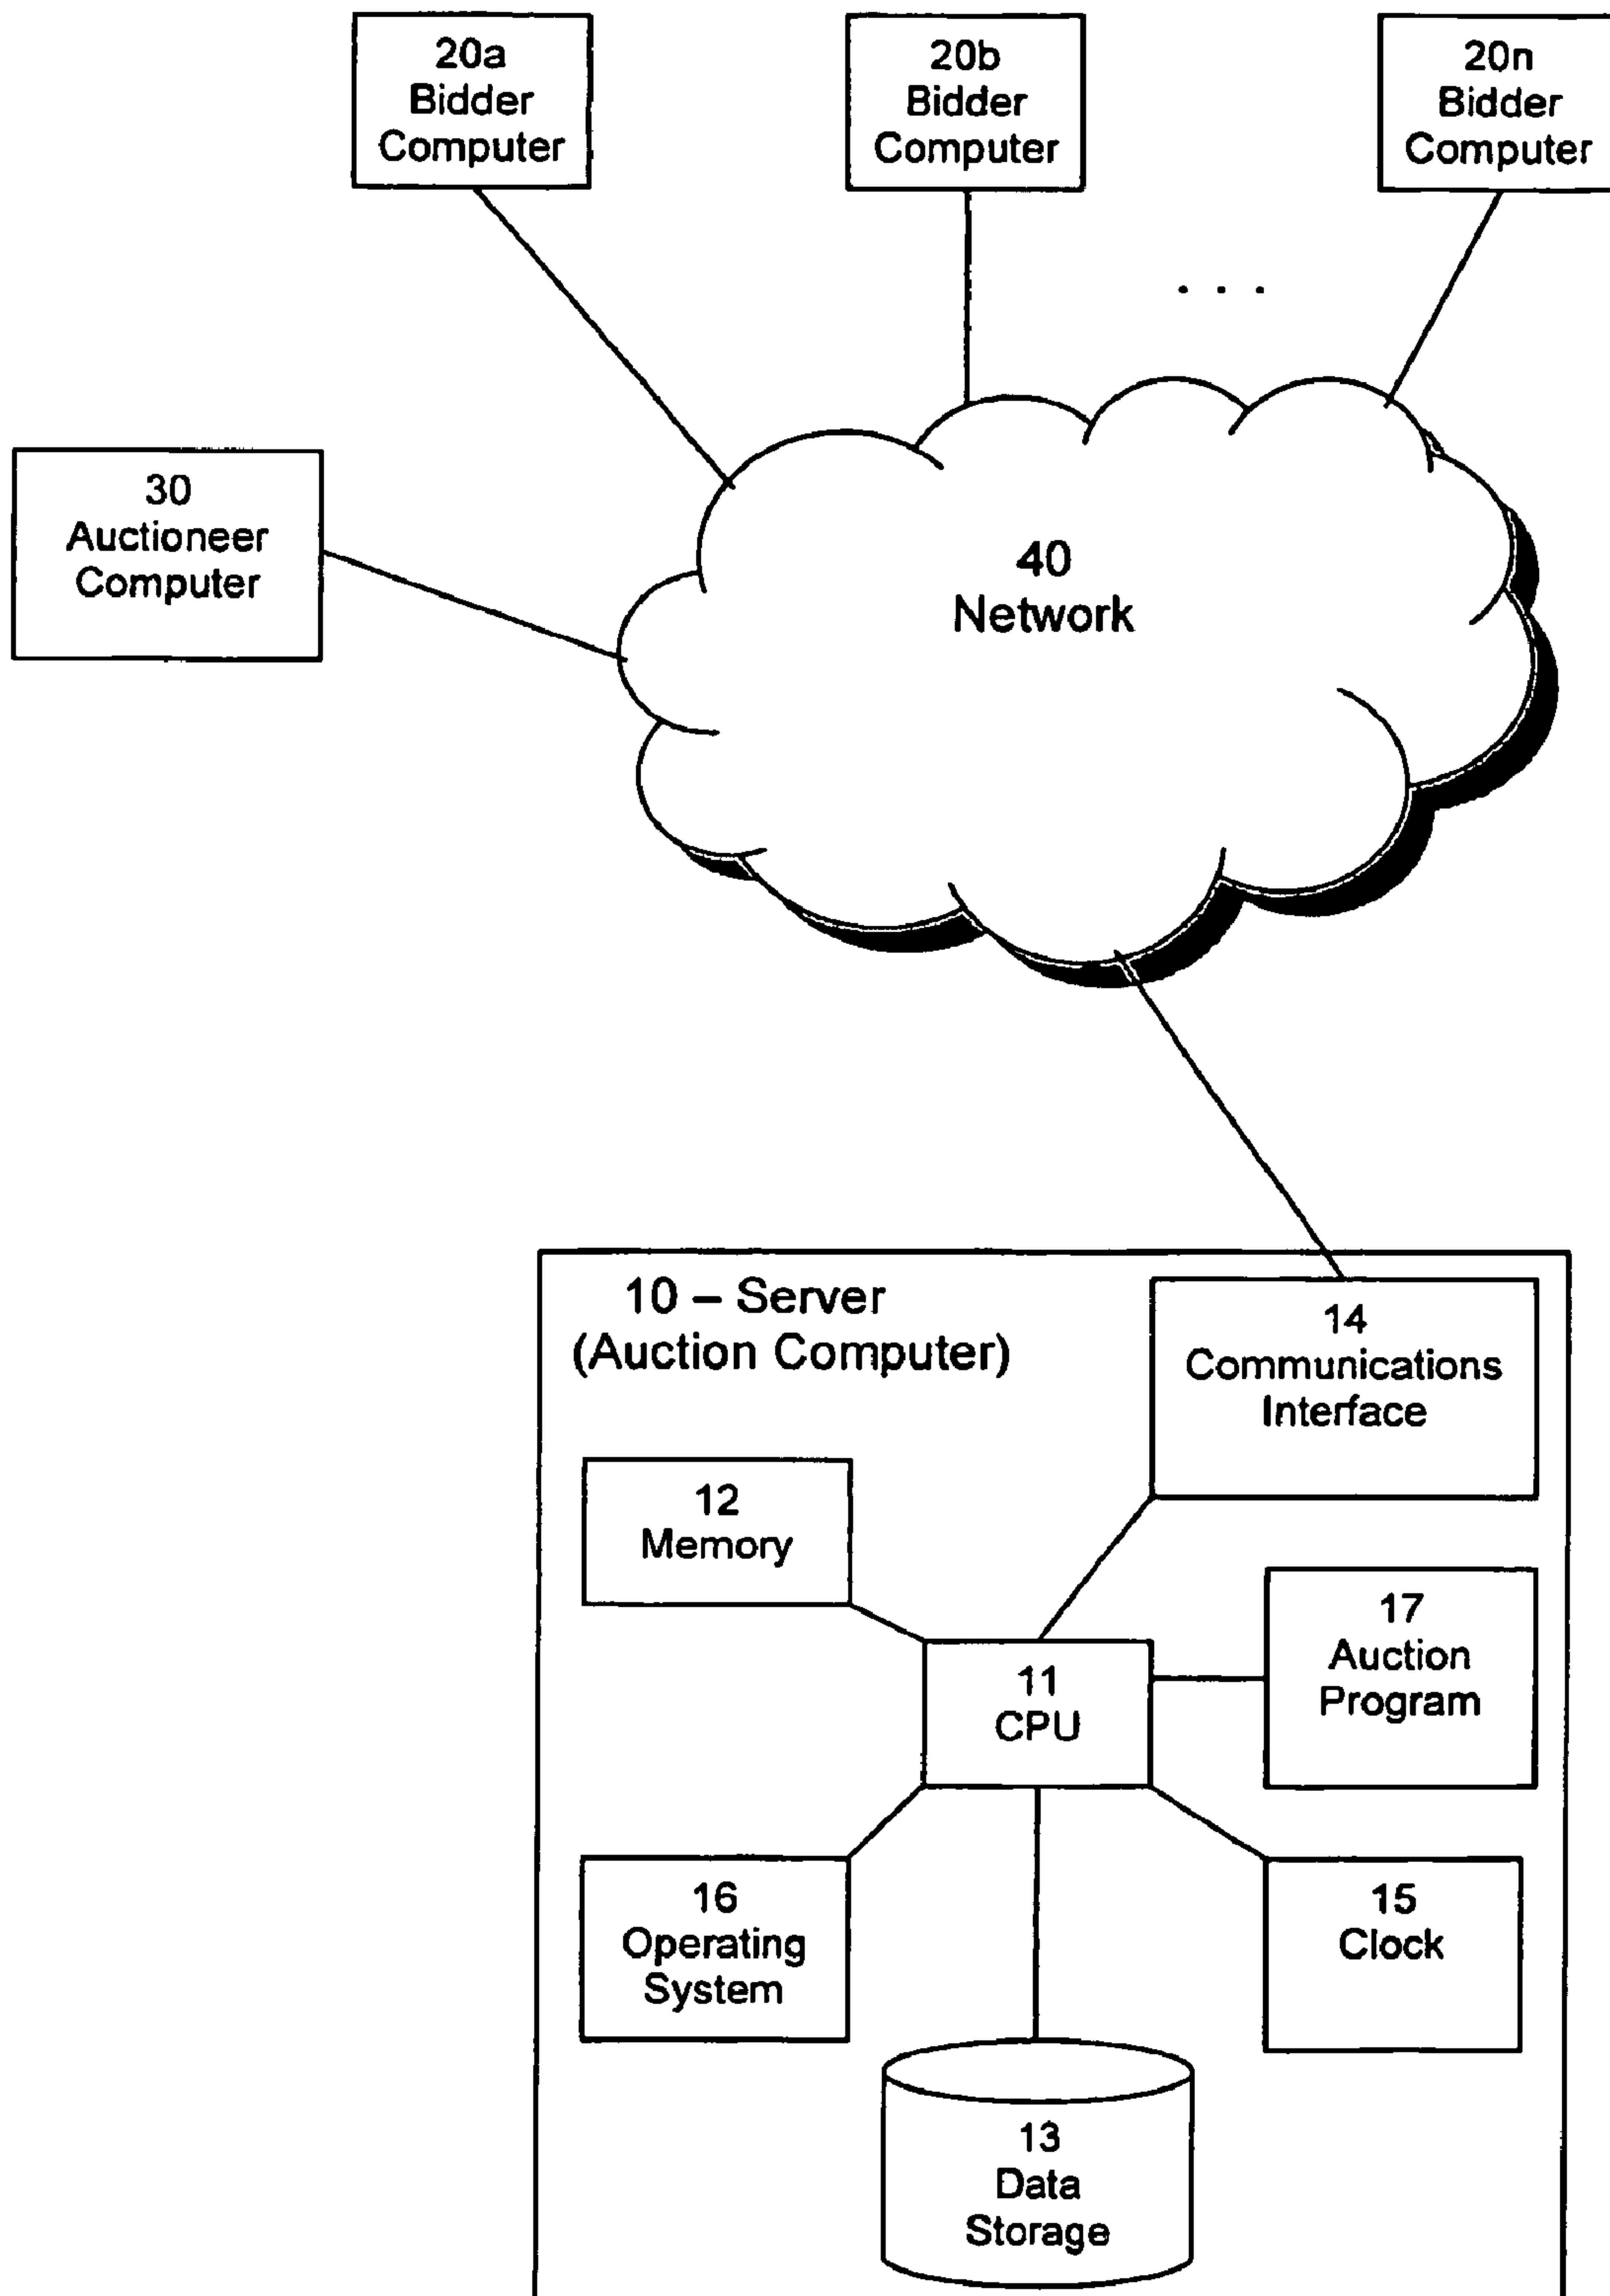 20a
Bidder
Computer
20b
Bidder
Computer
20n
Bidder
Computer
. . .
30
Auctioneer
Computer
40
Network
10 – Server
(Auction Computer)
14
Communications
Interface
12
Memory
17
Auction
Program
11
CPU
16
Operating
System
15
Clock
13
Data
Storage